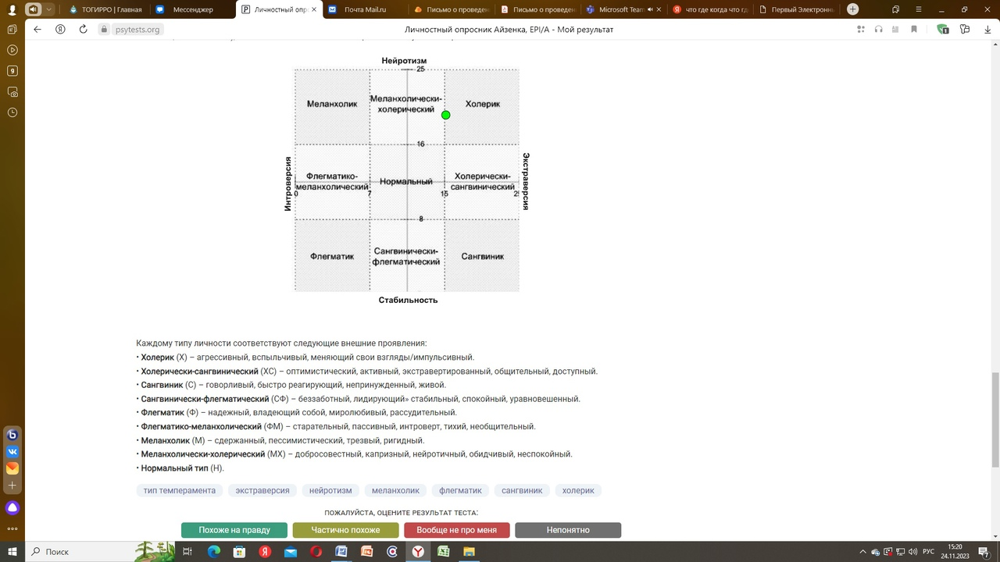 ТОГИРРО | Главная
Мессенджер
Личностный опр
Почта Mail.ru
Письмо о проведен
Письмо о проведен
Microsoft Team
что где когда что гд
Первый Электронн
psytests.org
Личностный опросник Айзенка, EPI/A - Мой результат
1
9
Нейротизм
25
Меланхолик
Меланхолически-
холерический
Холерик
16
Интроверсия
Экстраверсия
Флегматико-
меланхолический
Нормальный
Холерически-
сангвинический
0
7
15
2
8
Флегматик
Сангвинически-
флегматический
Сангвиник
Стабильность
Каждому типу личности соответствуют следующие внешние проявления:
• Холерик (Х) – агрессивный, вспыльчивый, меняющий свои взгляды/импульсивный.
• Холерически-сангвинический (ХС) – оптимистический, активный, экстравертированный, общительный, доступный.
• Сангвиник (С) – говорливый, быстро реагирующий, непринужденный, живой.
• Сангвинически-флегматический (СФ) – беззаботный, лидирующий» стабильный, спокойный, уравновешенный.
• Флегматик (Ф) – надежный, владеющий собой, миролюбивый, рассудительный.
• Флегматико-меланхолический (ФМ) – старательный, пассивный, интроверт, тихий, необщительный.
• Меланхолик (М) – сдержанный, пессимистический, трезвый, ригидный.
• Меланхолически-холерический (МХ) – добросовестный, капризный, нейротичный, обидчивый, неспокойный.
• Нормальный тип (Н).
тип темперамента экстраверсия нейротизм меланхолик флегматик сангвиник холерик
ПОЖАЛУЙСТА, ОЦЕНИТЕ РЕЗУЛЬТАТ ТЕСТА:
Похоже на правду
Частично похоже
Вообще не про меня
Непонятно
Поиск
РУС
15:20
24.11.2023